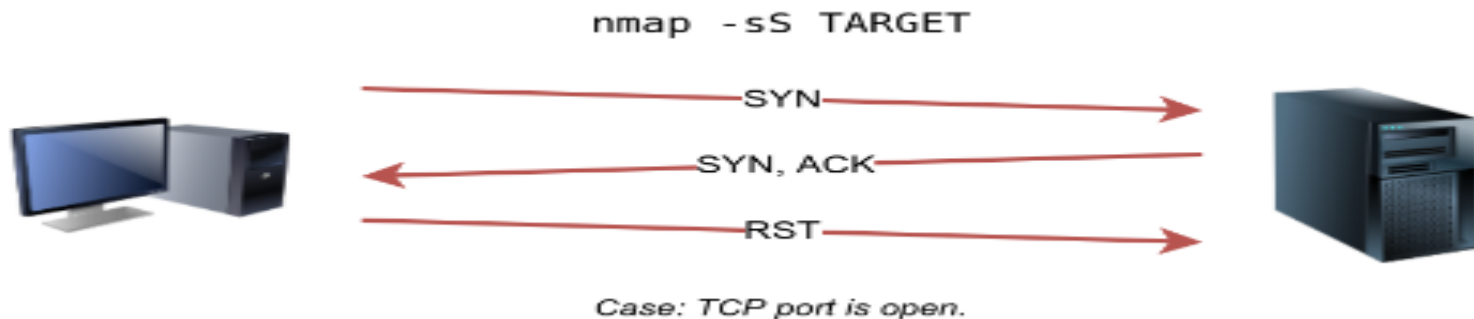 nmap -sS TARGET
SYN
SYN, ACK
RST
Case: TCP port is open.